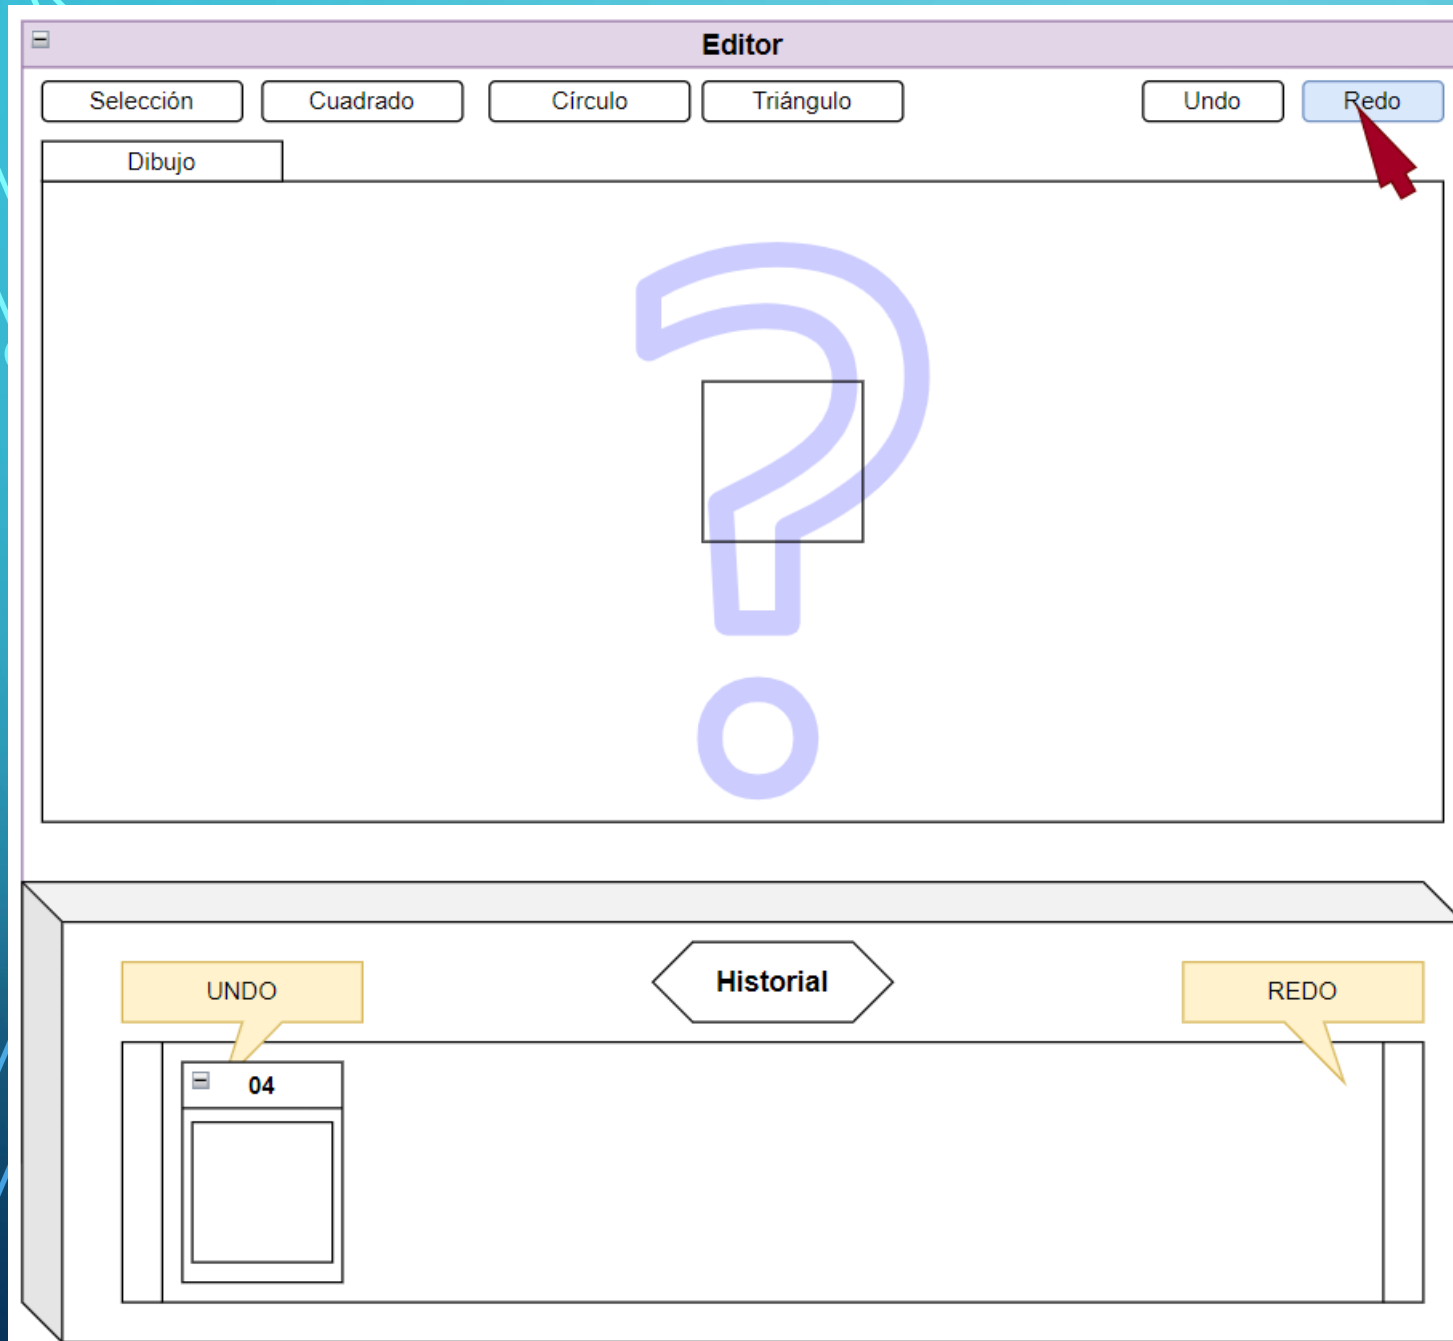 Editor
Selección
Cuadrado
Círculo
Triángulo
Undo
Redo
Dibujo
?
Historial
UNDO
REDO
04